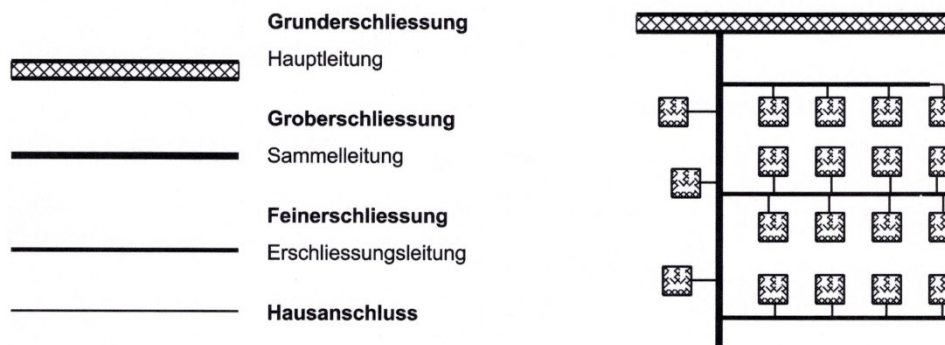 Grunderschliessung
Hauptleitung
Groberschliessung
Sammelleitung
Feinerschliessung
Erschliessungsleitung
Hausanschluss